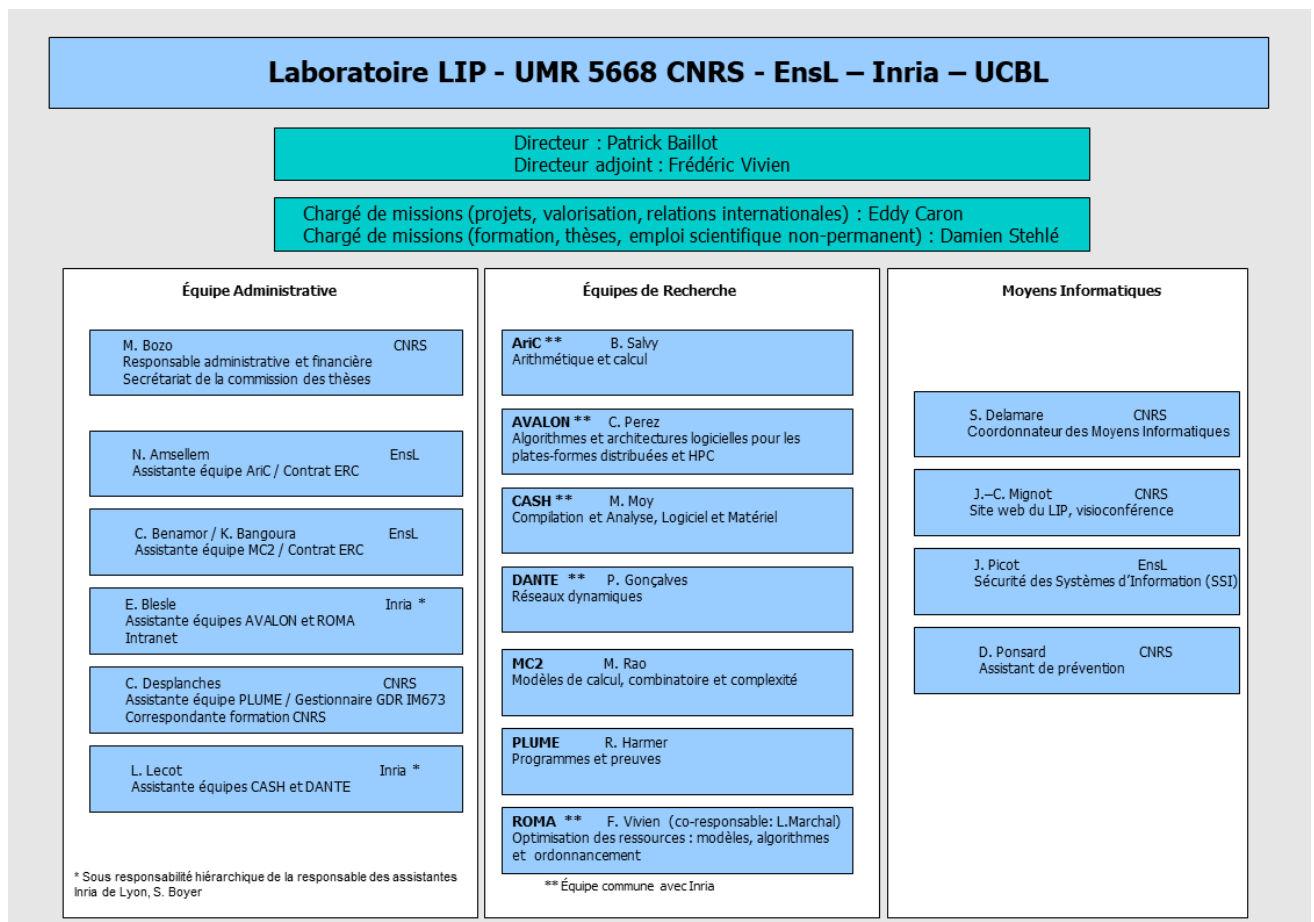 Laboratoire LIP - UMR 5668 CNRS - EnsL – Inria – UCBL
Directeur : Patrick Baillot
Directeur adjoint : Frédéric Vivien
Chargé de missions (projets, valorisation, relations internationales) : Eddy Caron
Chargé de missions (formation, thèses, emploi scientifique non-permanent) : Damien Stehlé
Équipe Administrative
M. Bozo CNRS
Responsable administrative et financière
Secrétariat de la commission des thèses
N. Amsellem EnsL
Assistante équipe AriC / Contrat ERC
C. Benamor / K. Bangoura EnsL
Assistante équipe MC2 / Contrat ERC
E. Blesle Inria *
Assistante équipes AVALON et ROMA
Intranet
C. Desplanches CNRS
Assistante équipe PLUME / Gestionnaire GDR IM673
Correspondante formation CNRS
L. Lecot Inria *
Assistante équipes CASH et DANTE
* Sous responsabilité hiérarchique de la responsable des assistantes
Inria de Lyon, S. Boyer
Équipes de Recherche
AriC ** B. Salvy
Arithmétique et calcul
AVALON ** C. Perez
Algorithmes et architectures logicielles pour les
plates-formes distribuées et HPC
CASH ** M. Moy
Compilation et Analyse, Logiciel et Matériel
DANTE ** P. Gonçalves
Réseaux dynamiques
MC2 M. Rao
Modèles de calcul, combinatoire et complexité
PLUME R. Harmer
Programmes et preuves
ROMA ** F. Vivien (co-responsable: L.Marchal)
Optimisation des ressources : modèles, algorithmes
et ordonnancement
** Équipe commune avec Inria
Moyens Informatiques
S. Delamare CNRS
Coordonnateur des Moyens Informatiques
J.–C. Mignot CNRS
Site web du LIP, visioconférence
J. Picot EnsL
Sécurité des Systèmes d’Information (SSI)
D. Ponsard CNRS
Assistant de prévention